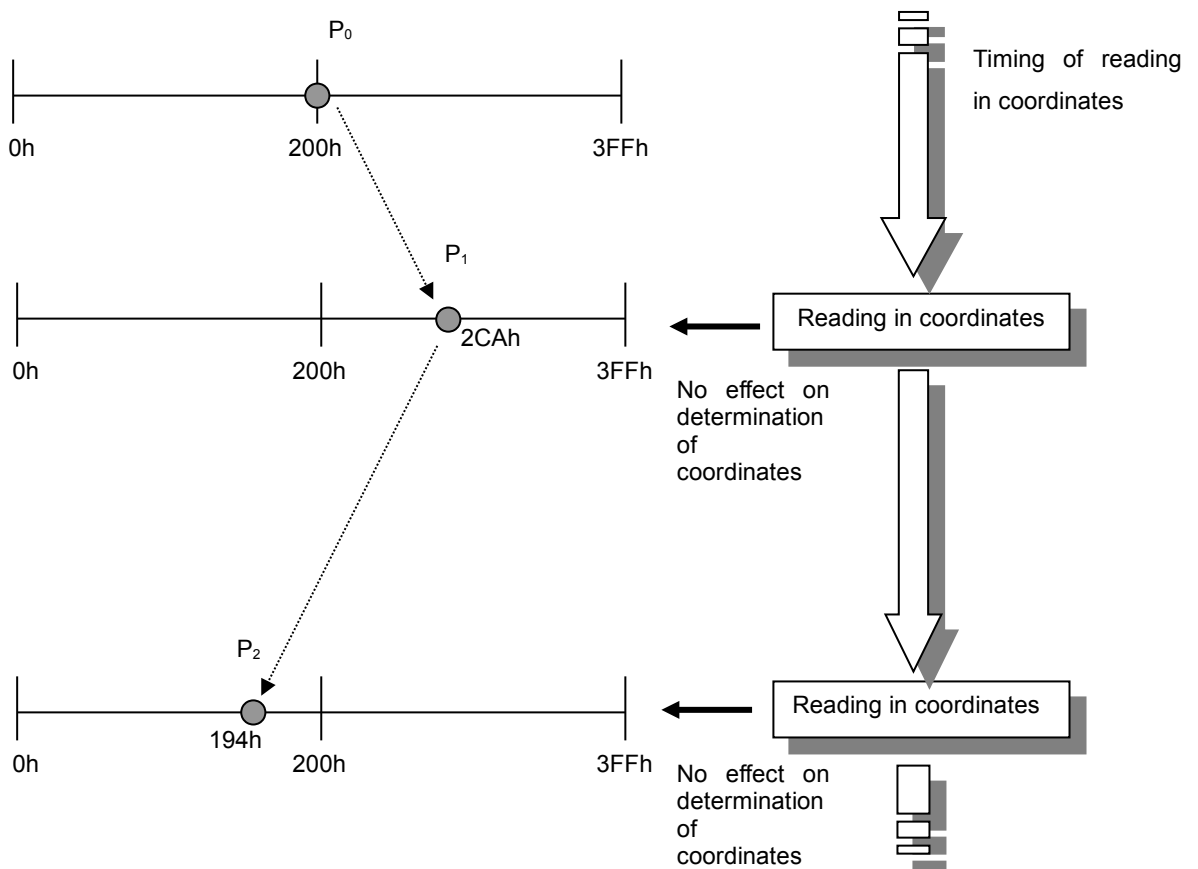 P₀
0h 200h 3FFh
Timing of reading
in coordinates
P₁
2CAh
0h 200h 3FFh
Reading in coordinates
No effect on
determination
of
coordinates
P₂
194h
0h 200h 3FFh
Reading in coordinates
No effect on
determination
of
coordinates